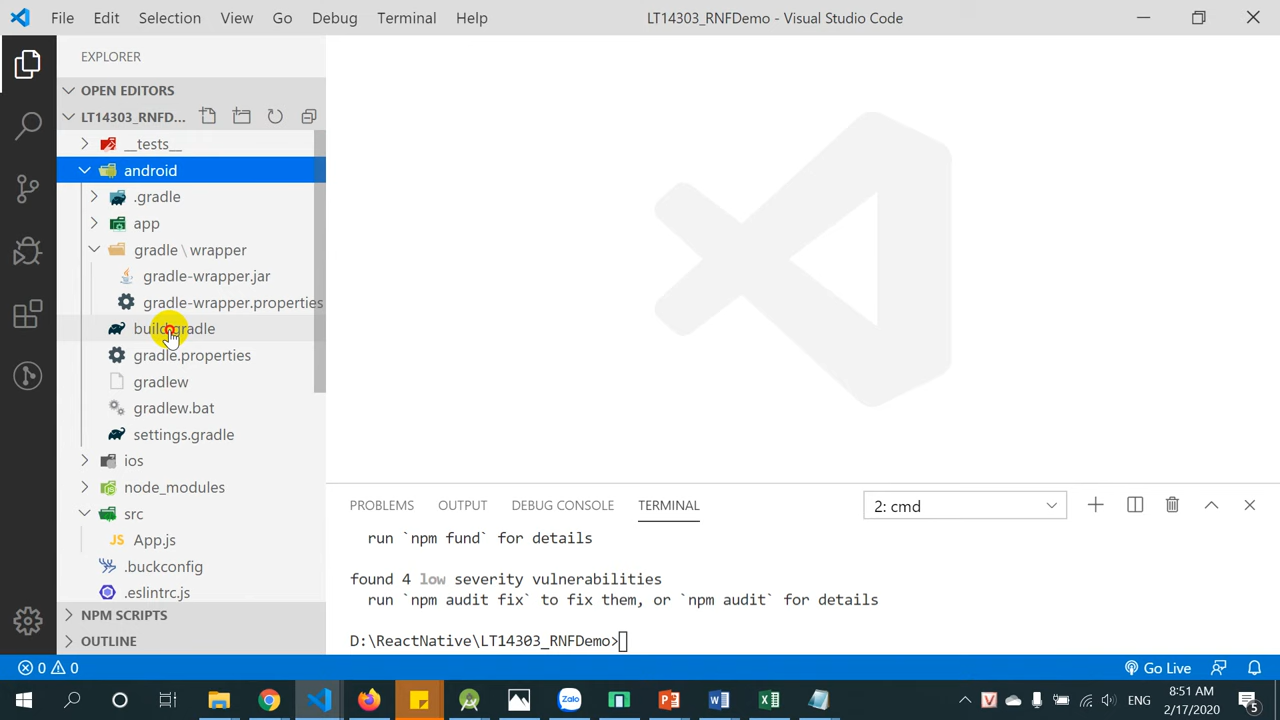 File Edit Selection View Go Debug Terminal Help LT14303_RNFDemo - Visual Studio Code
EXPLORER
OPEN EDITORS
LT14303_RNFD...
__tests__
android
.gradle
app
gradle \ wrapper
gradle-wrapper.jar
gradle-wrapper.properties
build.gradle
gradle.properties
gradlew
gradlew.bat
settings.gradle
ios
node_modules
src
JS App.js
.buckconfig
.eslintrc.js
NPM SCRIPTS
OUTLINE
PROBLEMS OUTPUT DEBUG CONSOLE TERMINAL 2: cmd
run `npm fund` for details
found 4 low severity vulnerabilities
run `npm audit fix` to fix them, or `npm audit` for details
D:\ReactNative\LT14303_RNFDemo>
0 0 Go Live
ENG 8:51 AM
2/17/2020 5